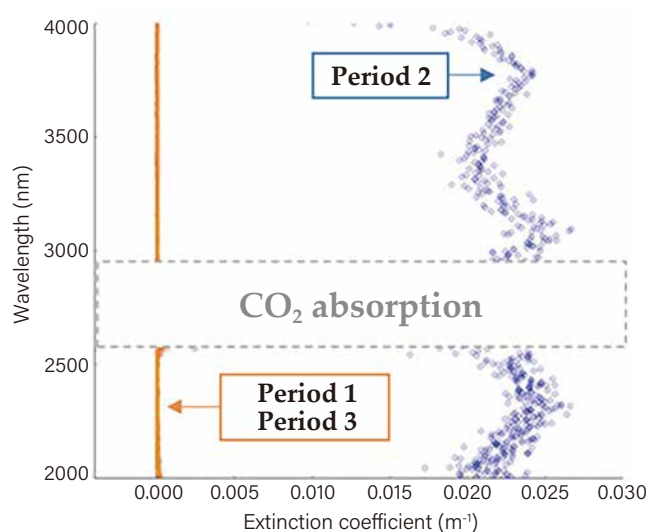 4000
3500
3000
2500
2000
Wavelength (nm)
Period 2
CO₂ absorption
Period 1
Period 3
0.000 0.005 0.010 0.015 0.020 0.025 0.030
Extinction coefficient (m⁻¹)